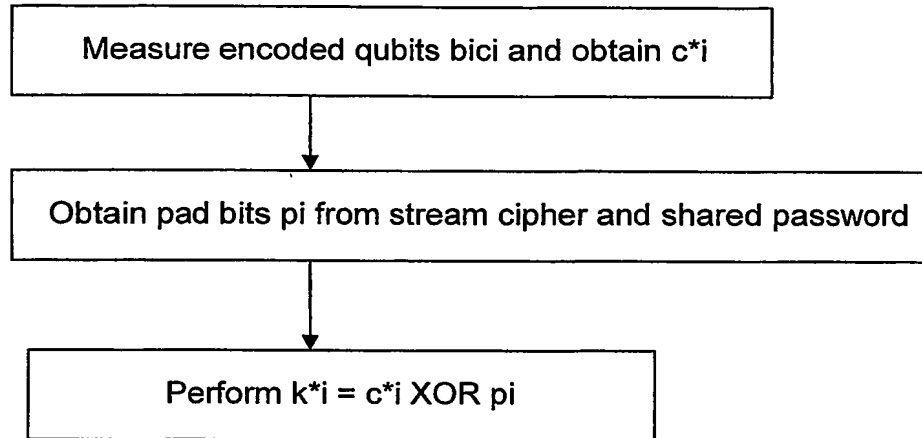 Measure encoded qubits bici and obtain c*i
Obtain pad bits pi from stream cipher and shared password
Perform k*i = c*i XOR pi